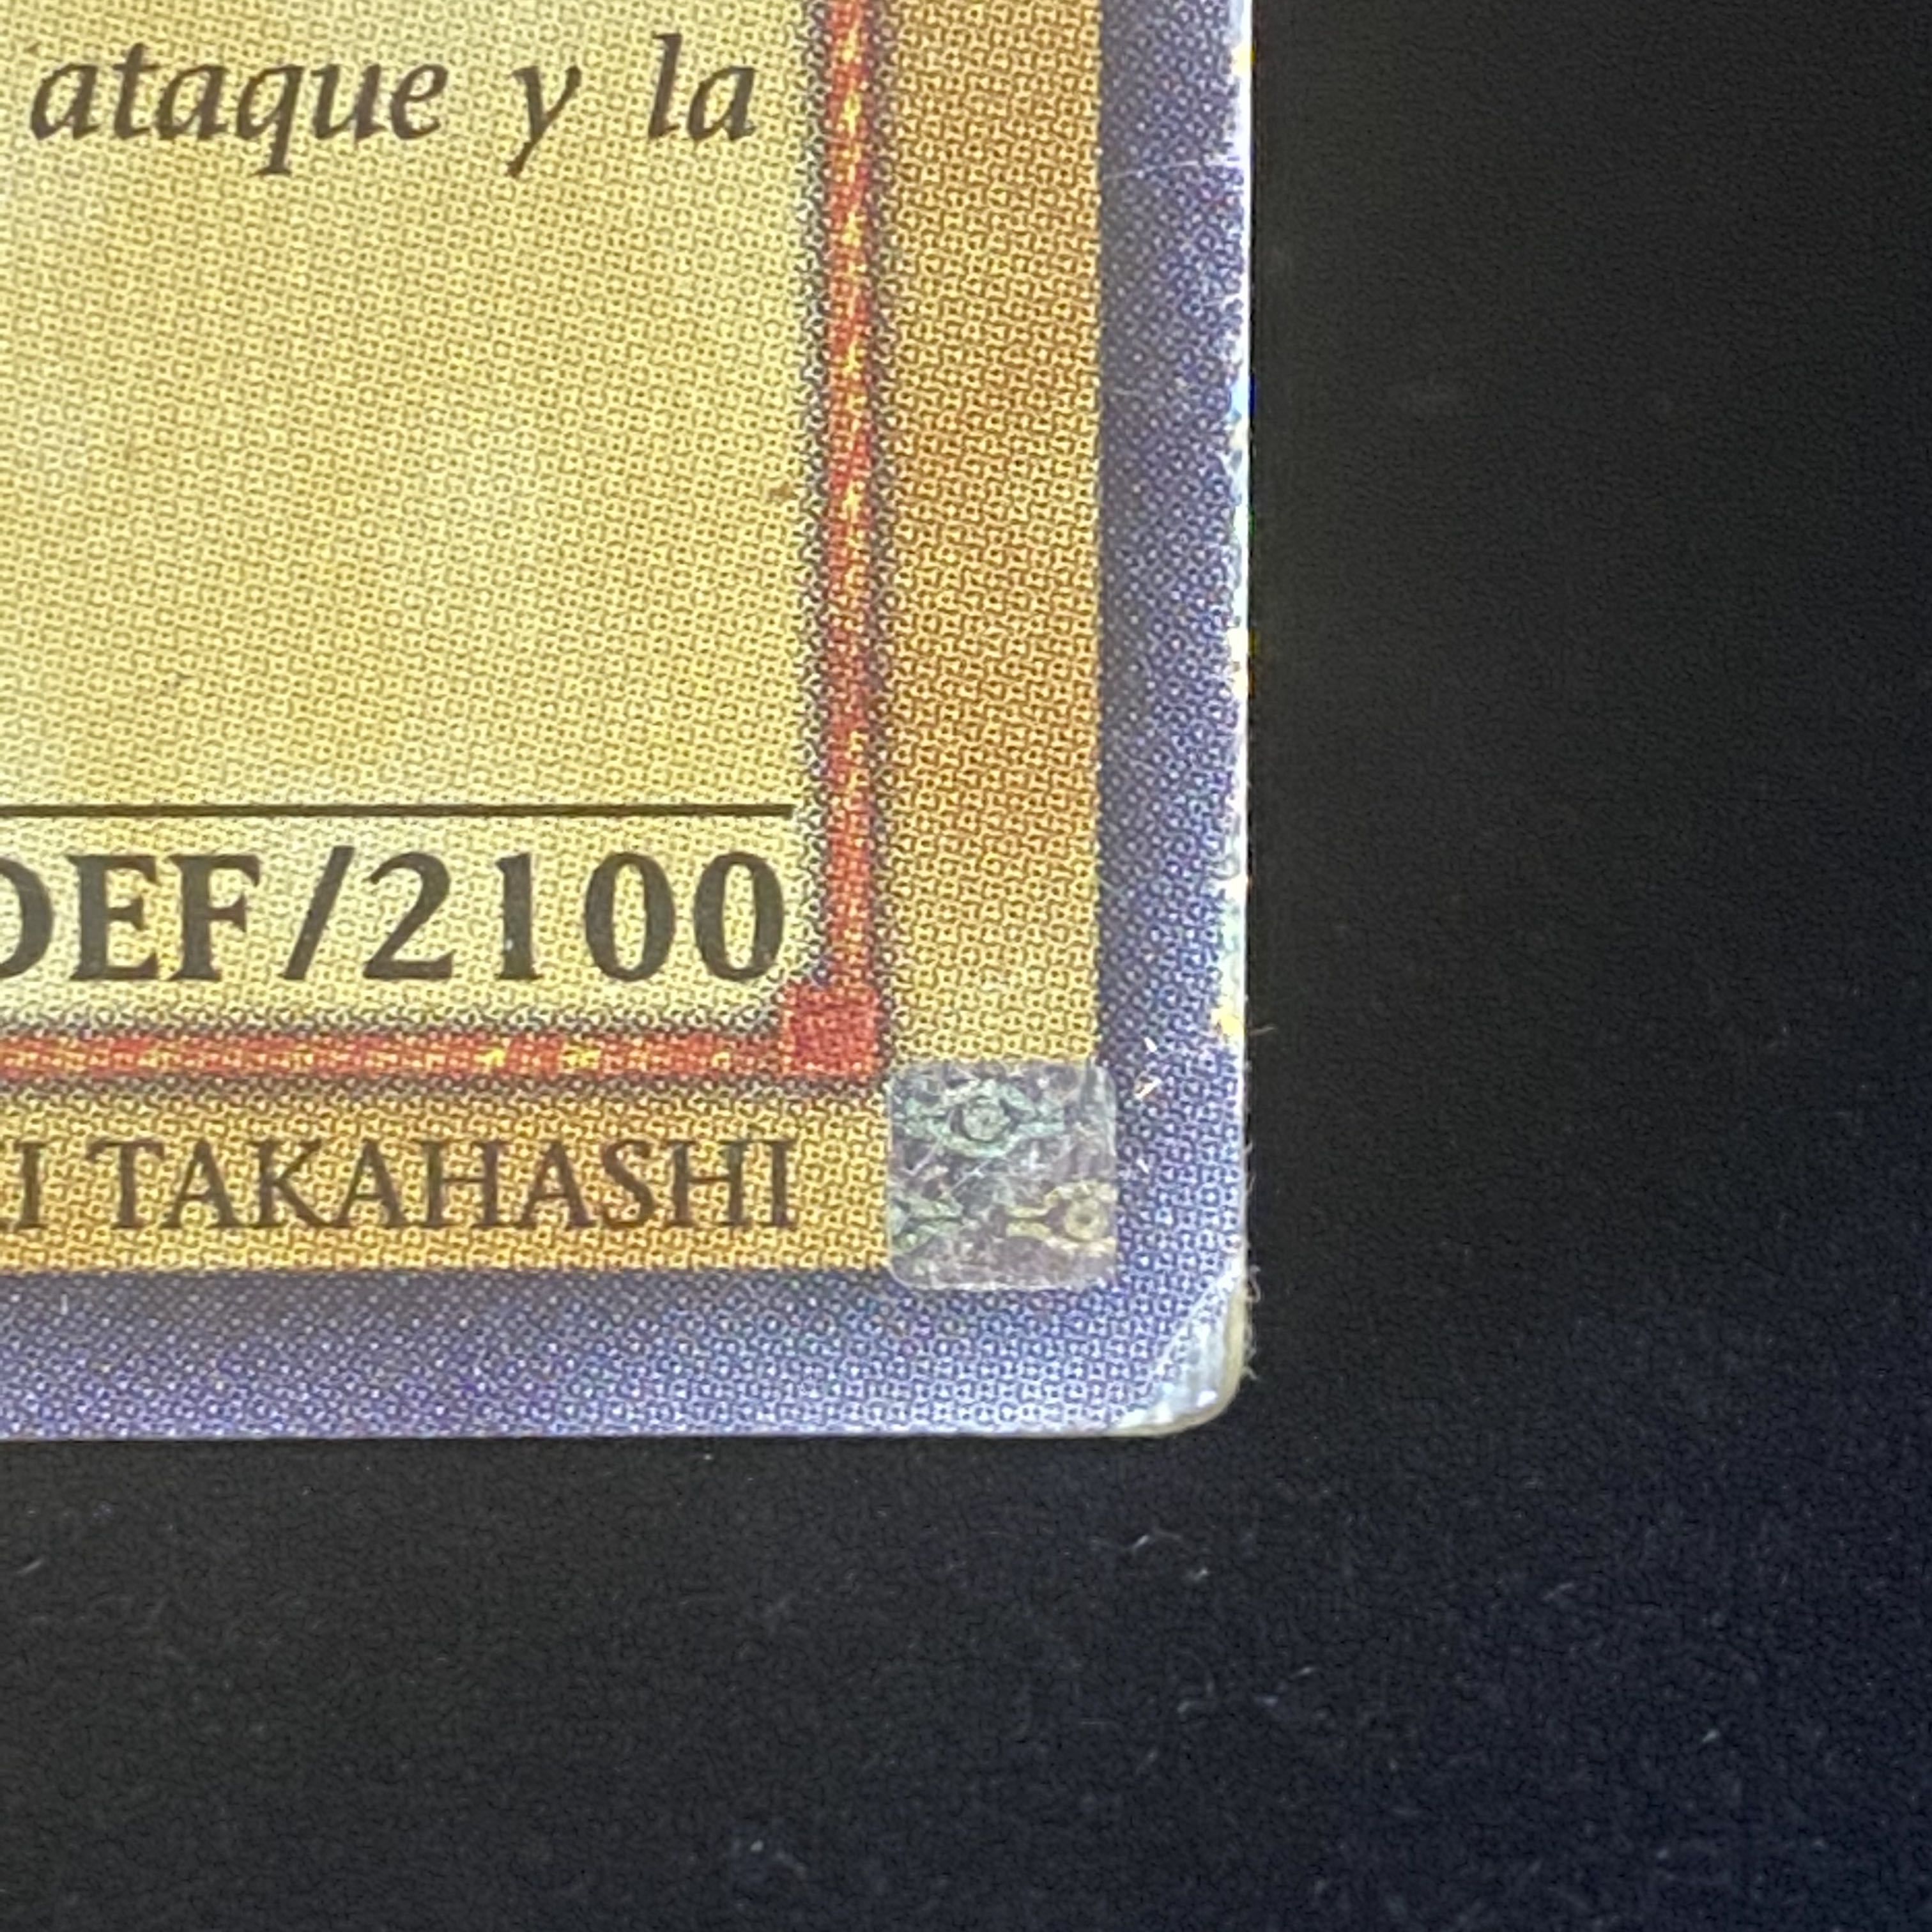 ataque y la
DEF/2100
I TAKAHASHI